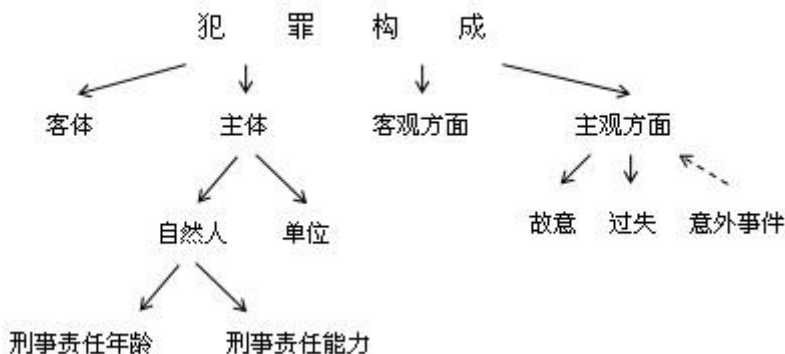 犯 罪 构 成
客体 主体 客观方面 主观方面
自然人 单位 故意 过失 意外事件
刑事责任年龄 刑事责任能力